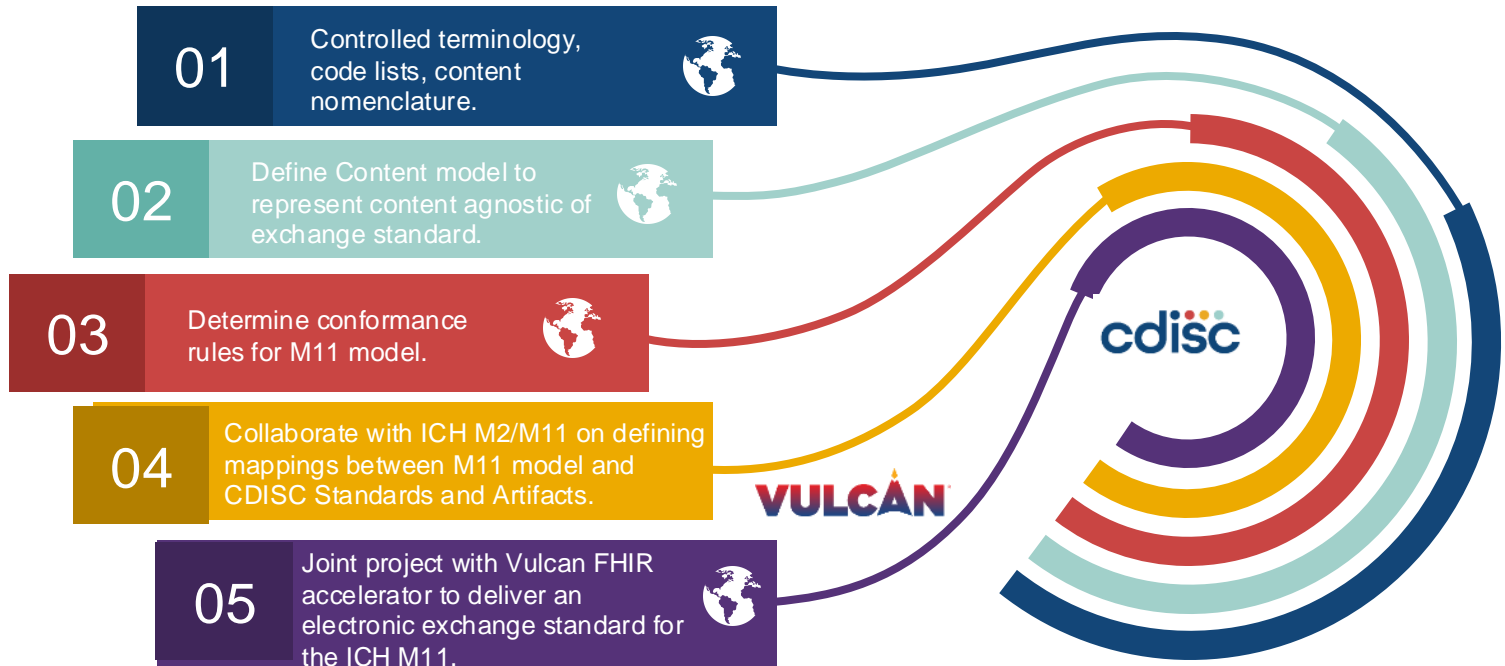 01
Controlled terminology,
code lists, content
nomenclature.
02
Define Content model to
represent content agnostic of
exchange standard.
03
Determine conformance
rules for M11 model.
04
Collaborate with ICH M2/M11 on defining
mappings between M11 model and
CDISC Standards and Artifacts.
05
Joint project with Vulcan FHIR
accelerator to deliver an
electronic exchange standard for
the ICH M11.
VULCAN
cdisc